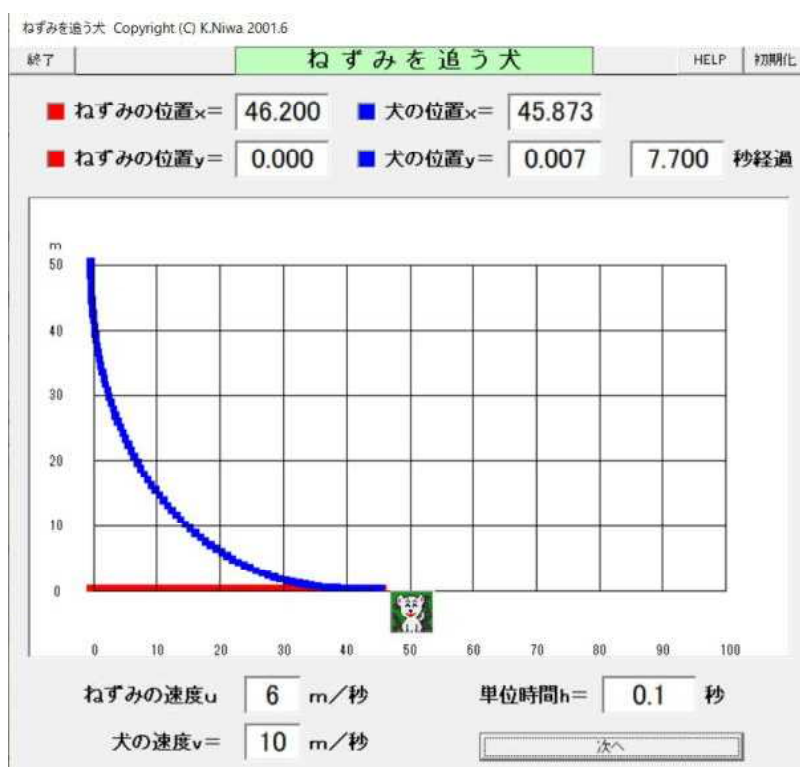 ねずみを追う犬 Copyright (C) K.Niwa 2001.6
終了 ねずみを追う犬 HELP 初期化
ねずみの位置x＝ 46.200 犬の位置x＝ 45.873
ねずみの位置y＝ 0.000 犬の位置y＝ 0.007 7.700 秒経過
m
50
40
30
20
10
0
0 10 20 30 40 50 60 70 80 90 100
ねずみの速度u 6 m／秒 単位時間h＝ 0.1 秒
犬の速度v＝ 10 m／秒 次へ